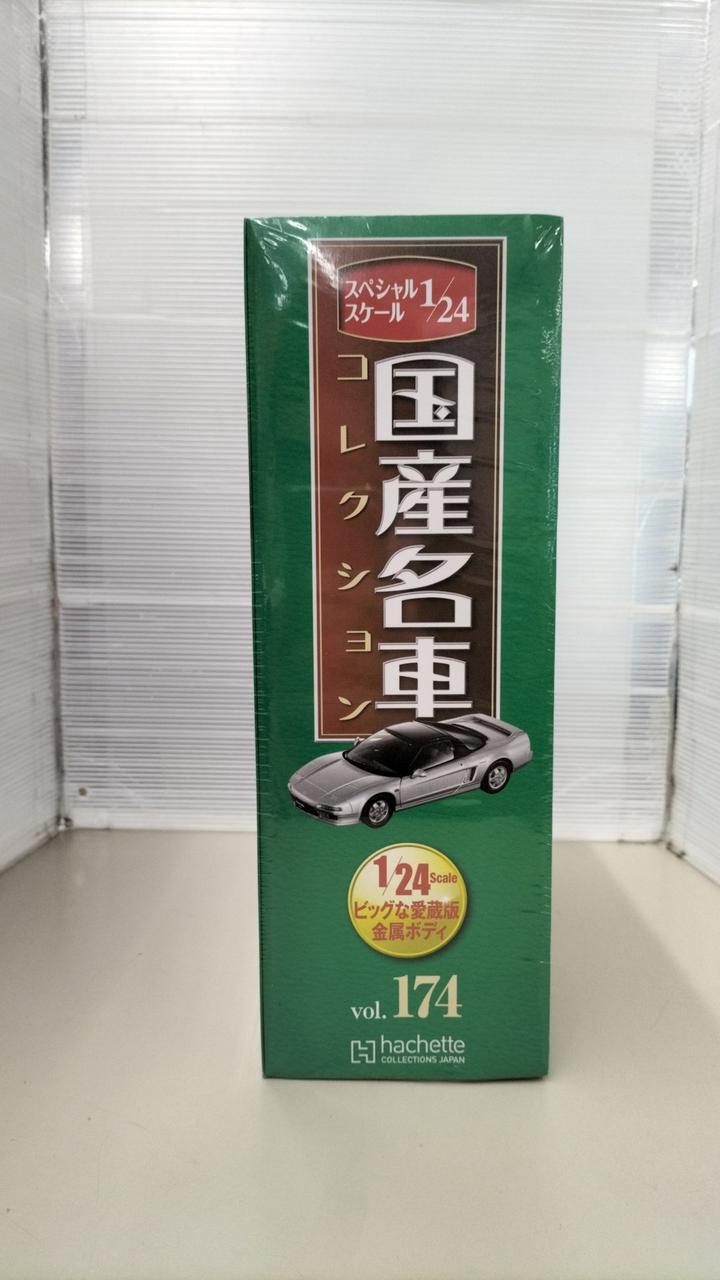 スペシャル
スケール 1/24
国産名車
コレクション
1/24 Scale
ビッグな愛蔵版
金属ボディ
vol. 174
hachette
COLLECTIONS JAPAN